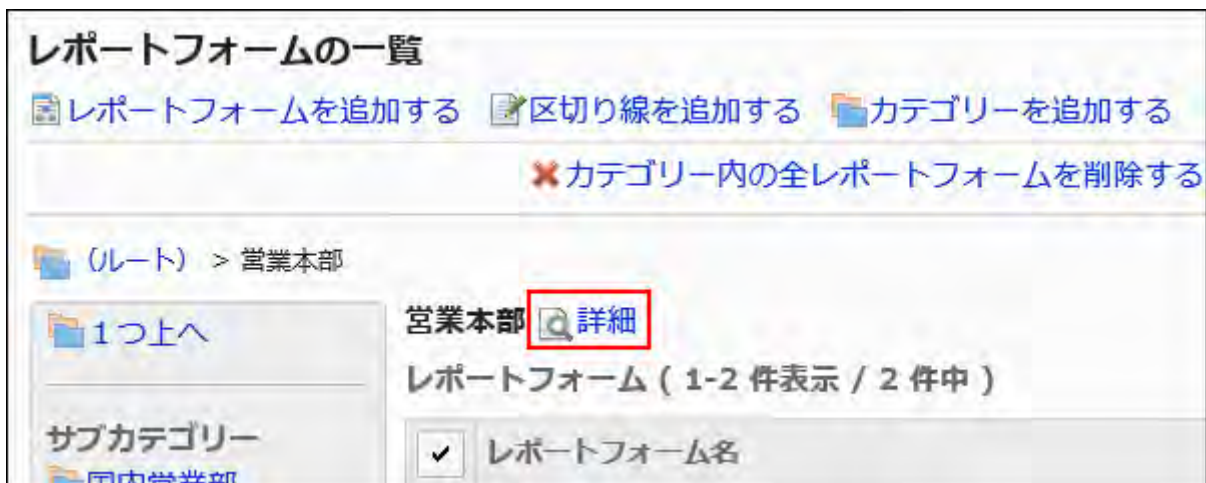 レポートフォームの一覧
レポートフォームを追加する 区切り線を追加する カテゴリーを追加する
カテゴリー内の全レポートフォームを削除する
（ルート） > 営業本部
1つ上へ
営業本部 詳細
レポートフォーム ( 1-2 件表示 / 2 件中 )
サブカテゴリー
レポートフォーム名
国内営業部